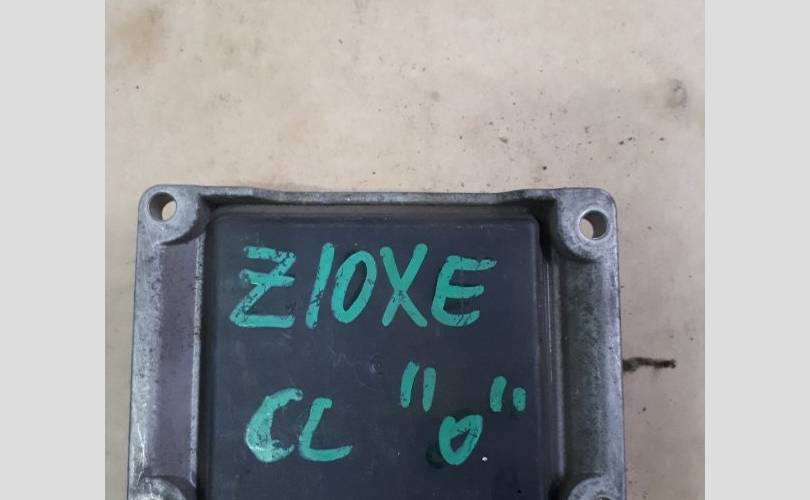 Z10XE
CL "0"